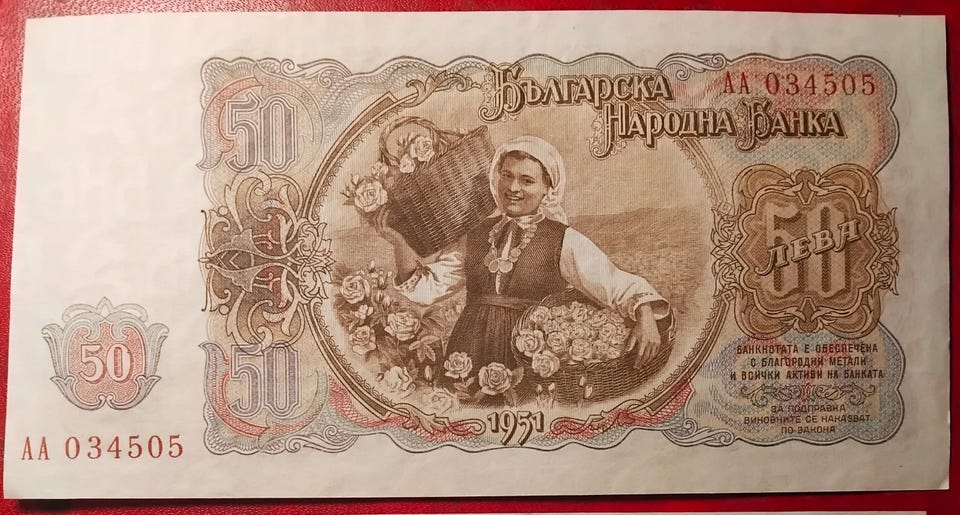 50
БЪЛГАРСКА
НАРОДНА БАНКА
АА 034505
50
ЛЕВА
50
50
АА 034505
1951
БАНКНОТАТА Е ОБЕЗПЕЧЕНА
С БЛАГОРОДНИ МЕТАЛИ
И ВСИЧКИ АКТИВИ НА БАНКАТА
ЗА ПОДПРАВКА
ВИНОВНИТЕ СЕ НАКАЗВАТ
ПО ЗАКОНА